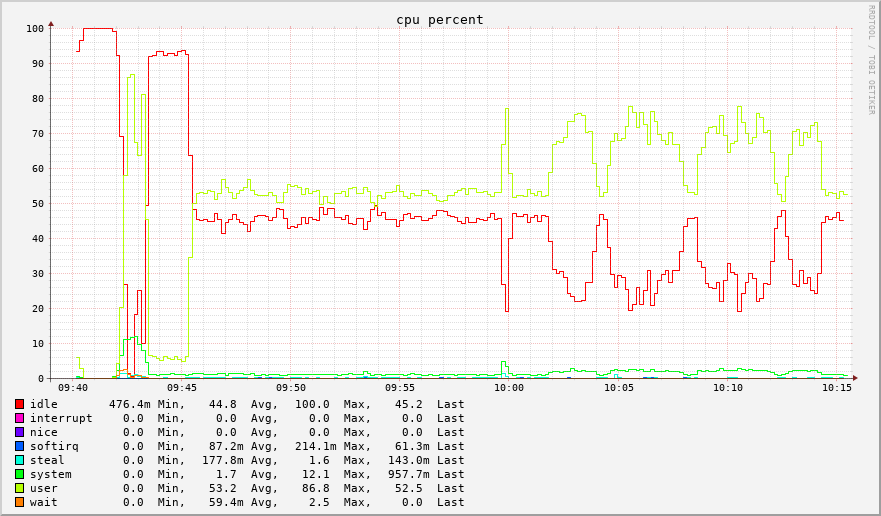 cpu percent
RRDTOOL / TOBI OETIKER
100
90
80
70
60
50
40
30
20
10
0
09:40 09:45 09:50 09:55 10:00 10:05 10:10 10:15
idle 476.4m Min, 44.8 Avg, 100.0 Max, 45.2 Last
interrupt 0.0 Min, 0.0 Avg, 0.0 Max, 0.0 Last
nice 0.0 Min, 0.0 Avg, 0.0 Max, 0.0 Last
softirq 0.0 Min, 87.2m Avg, 214.1m Max, 61.3m Last
steal 0.0 Min, 177.8m Avg, 1.6 Max, 143.0m Last
system 0.0 Min, 1.7 Avg, 12.1 Max, 957.7m Last
user 0.0 Min, 53.2 Avg, 86.8 Max, 52.5 Last
wait 0.0 Min, 59.4m Avg, 2.5 Max, 0.0 Last